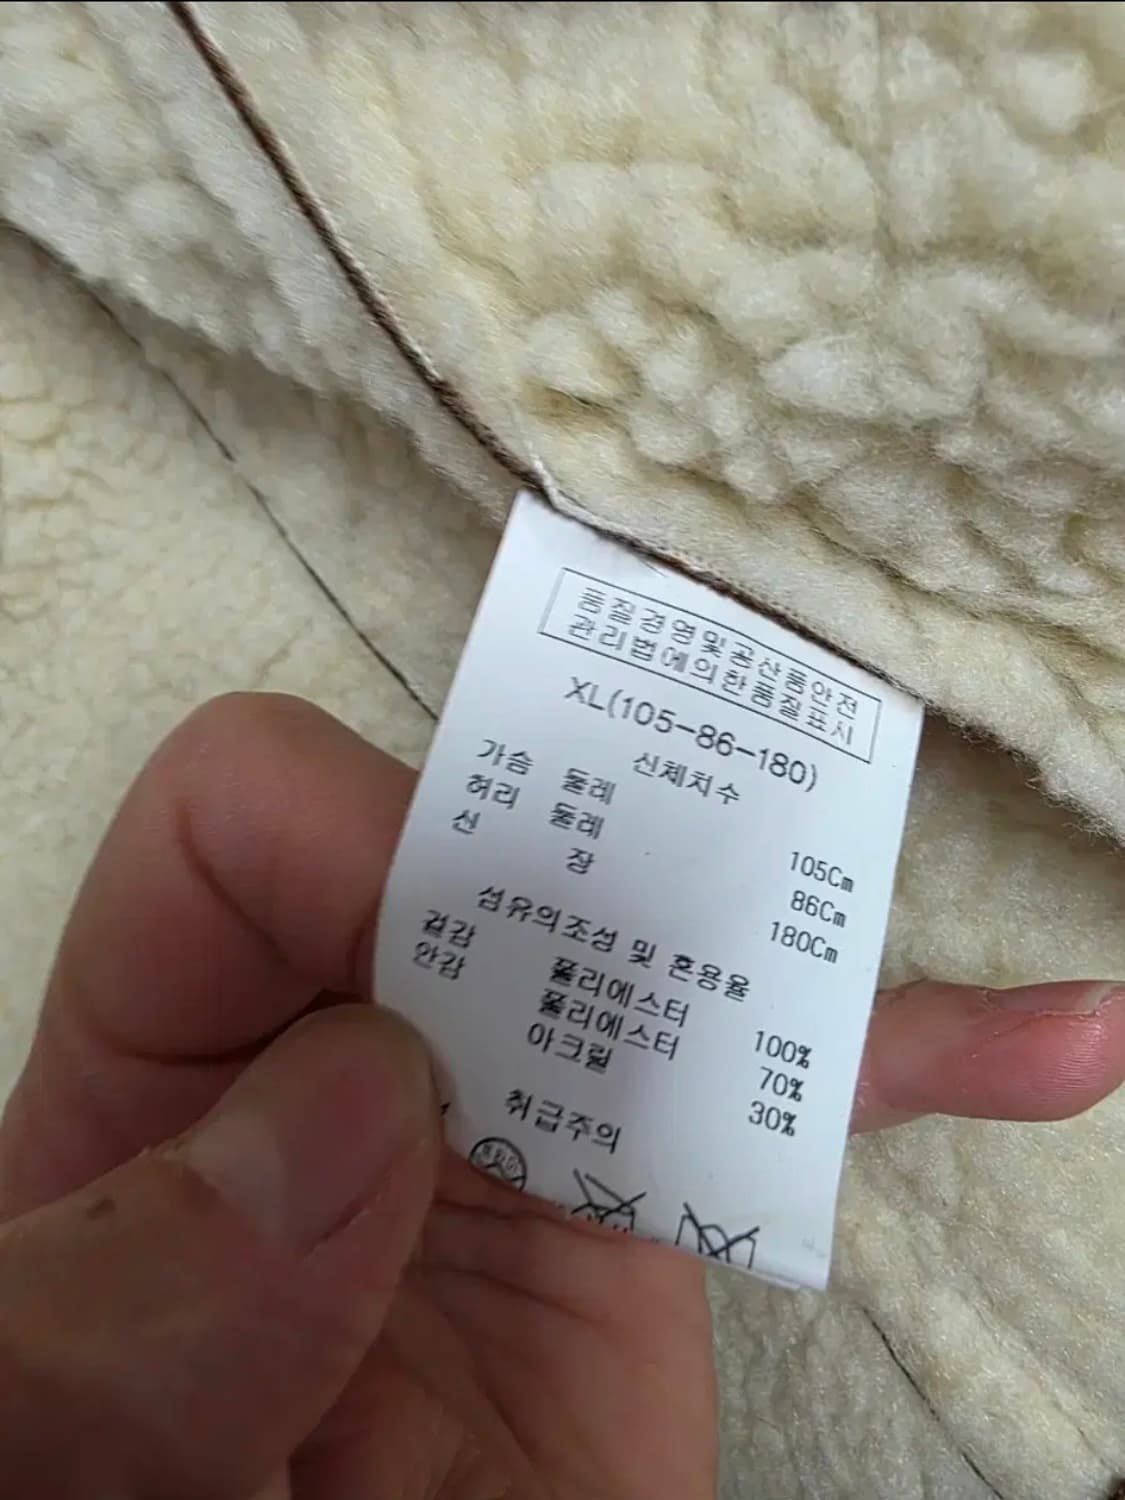 품질경영및공산품안전
관리법에의한품질표시
XL(105-86-180)
신체치수
가슴 둘레 105Cm
허리 둘레 86Cm
신 장 180Cm
섬유의조성 및 혼용율
겉감 폴리에스터 100%
안감 폴리에스터 70%
아크릴 30%
취급주의